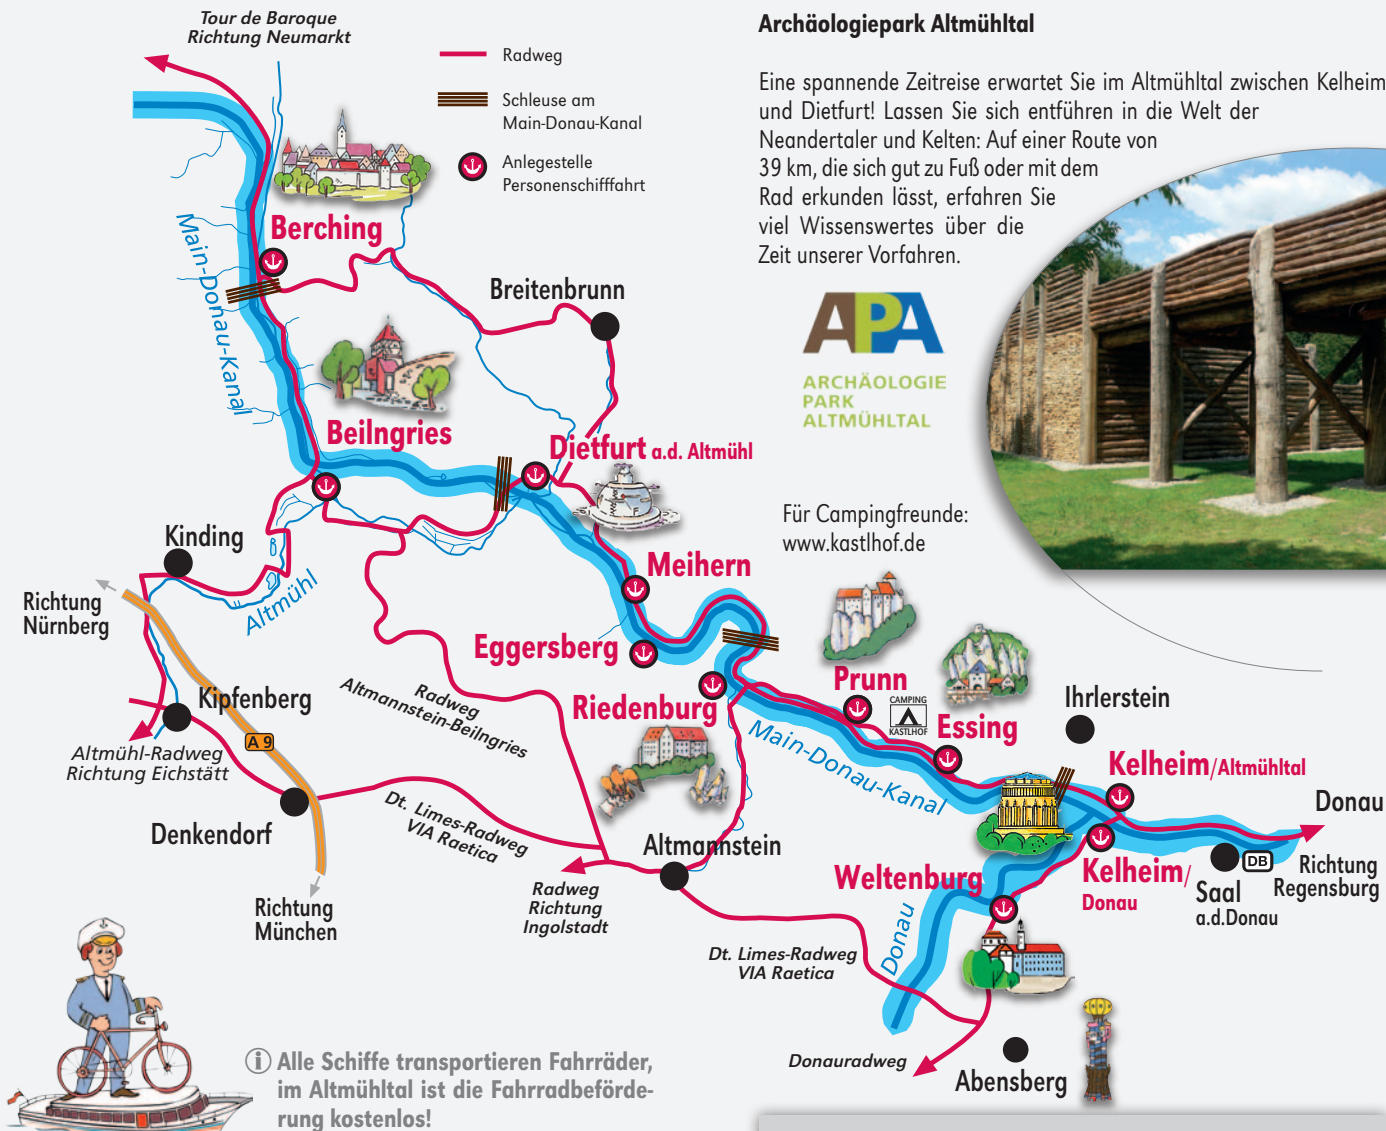 Tour de Baroque
Richtung Neumarkt
Radweg
Schleuse am
Main-Donau-Kanal
Anlegestelle
Personenschifffahrt
Archäologiepark Altmühltal
Eine spannende Zeitreise erwartet Sie im Altmühltal zwischen Kelheim
und Dietfurt! Lassen Sie sich entführen in die Welt der
Neandertaler und Kelten: Auf einer Route von
39 km, die sich gut zu Fuß oder mit dem
Rad erkunden lässt, erfahren Sie
viel Wissenswertes über die
Zeit unserer Vorfahren.
APA
ARCHÄOLOGIE
PARK
ALTMÜHLTAL
Für Campingfreunde:
www.kastlhof.de
Berching
Main-Donau-Kanal
Breitenbrunn
Beilngries
Dietfurt a.d. Altmühl
Kinding
Altmühl
Richtung
Nürnberg
Meihern
Eggersberg
Kipfenberg
A 9
Altmühl-Radweg
Richtung Eichstätt
Radweg
Altmannstein-Beilngries
Riedenburg
Prunn
CAMPING
KASTLHOF
Essing
Ihrlerstein
Main-Donau-Kanal
Kelheim/Altmühltal
Donau
Denkendorf
Dt. Limes-Radweg
VIA Raetica
Altmannstein
Radweg
Richtung
Ingolstadt
Richtung
München
Weltenburg
Kelheim/
Donau
Saal
a.d.Donau
DB
Richtung
Regensburg
Donau
Dt. Limes-Radweg
VIA Raetica
Donauradweg
Abensberg
i Alle Schiffe transportieren Fahrräder,
im Altmühltal ist die Fahrradbeförde-
rung kostenlos!